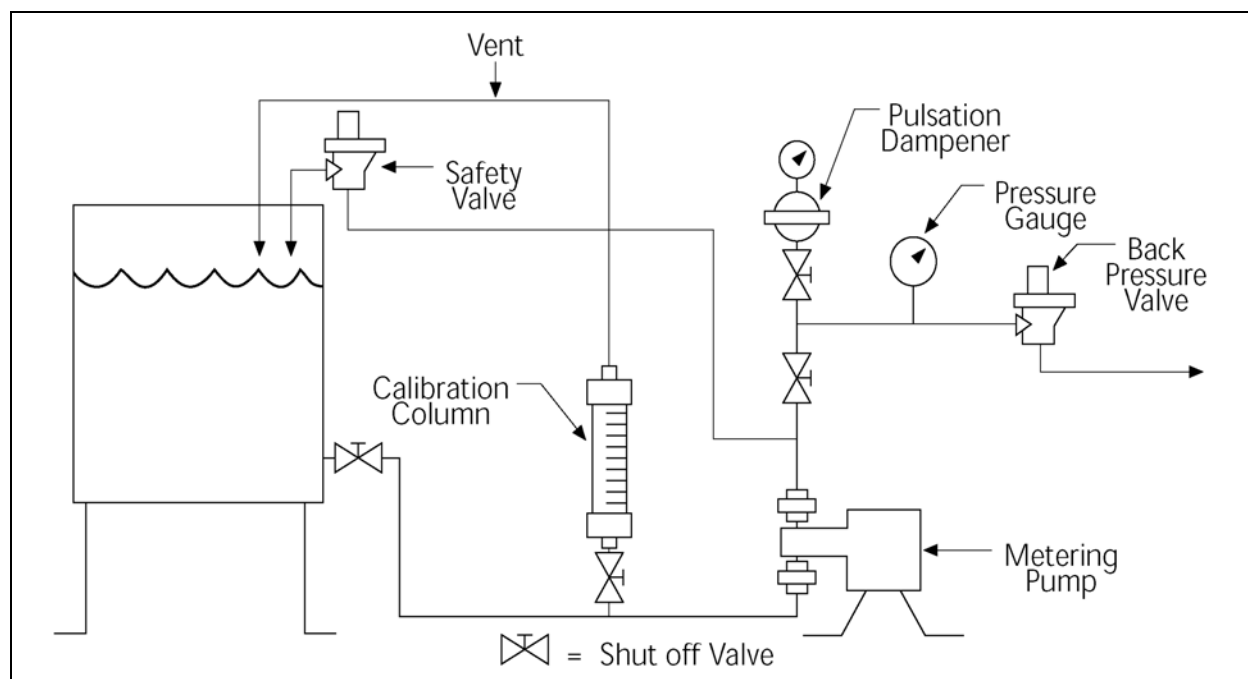 Vent
Pulsation
Dampener
Safety
Valve
Pressure
Gauge
Back
Pressure
Valve
Calibration
Column
Metering
Pump
= Shut off Valve